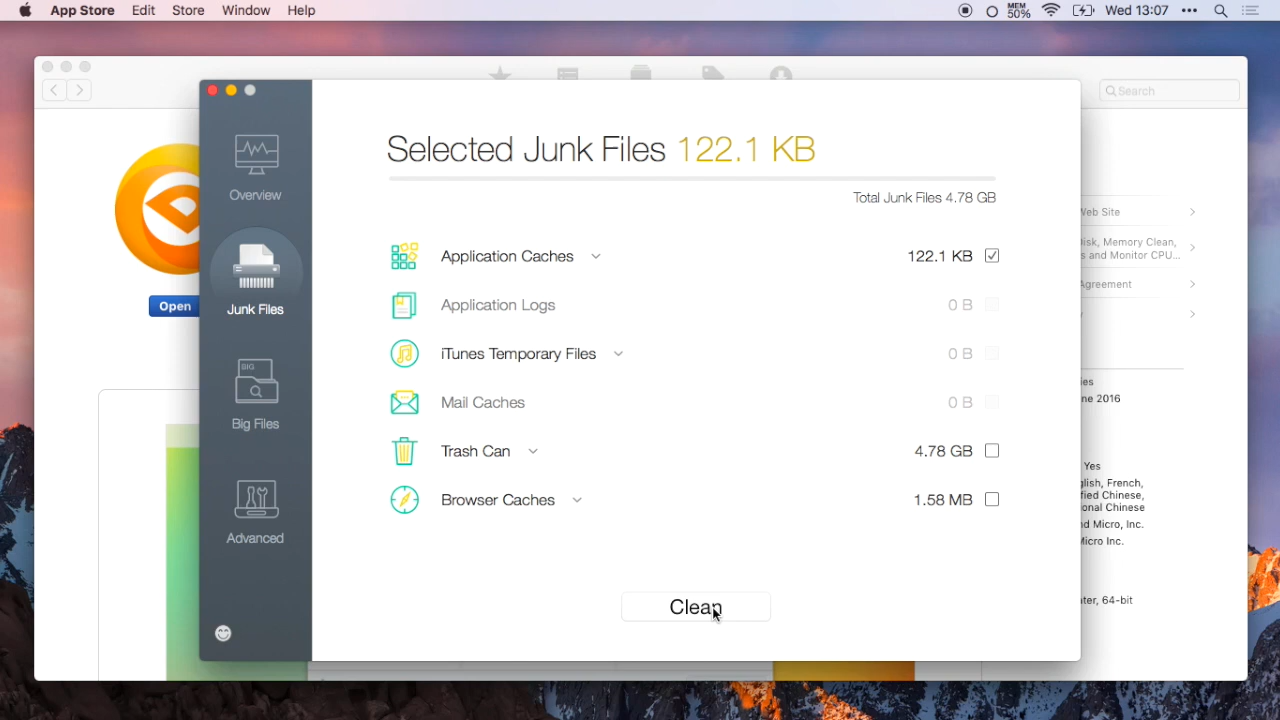 App Store Edit Store Window Help MEM 50% Wed 13:07
Search
Selected Junk Files 122.1 KB
Total Junk Files 4.78 GB
Overview
Junk Files
BIG
Big Files
Advanced
Application Caches 122.1 KB
Application Logs 0 B
iTunes Temporary Files 0 B
Mail Caches 0 B
Trash Can 4.78 GB
Browser Caches 1.58 MB
Clean
Open
Web Site
Disk, Memory Clean,
s and Monitor CPU...
Agreement
y
ies
ne 2016
Yes
glish, French,
fied Chinese,
onal Chinese
nd Micro, Inc.
Micro Inc.
ter, 64-bit